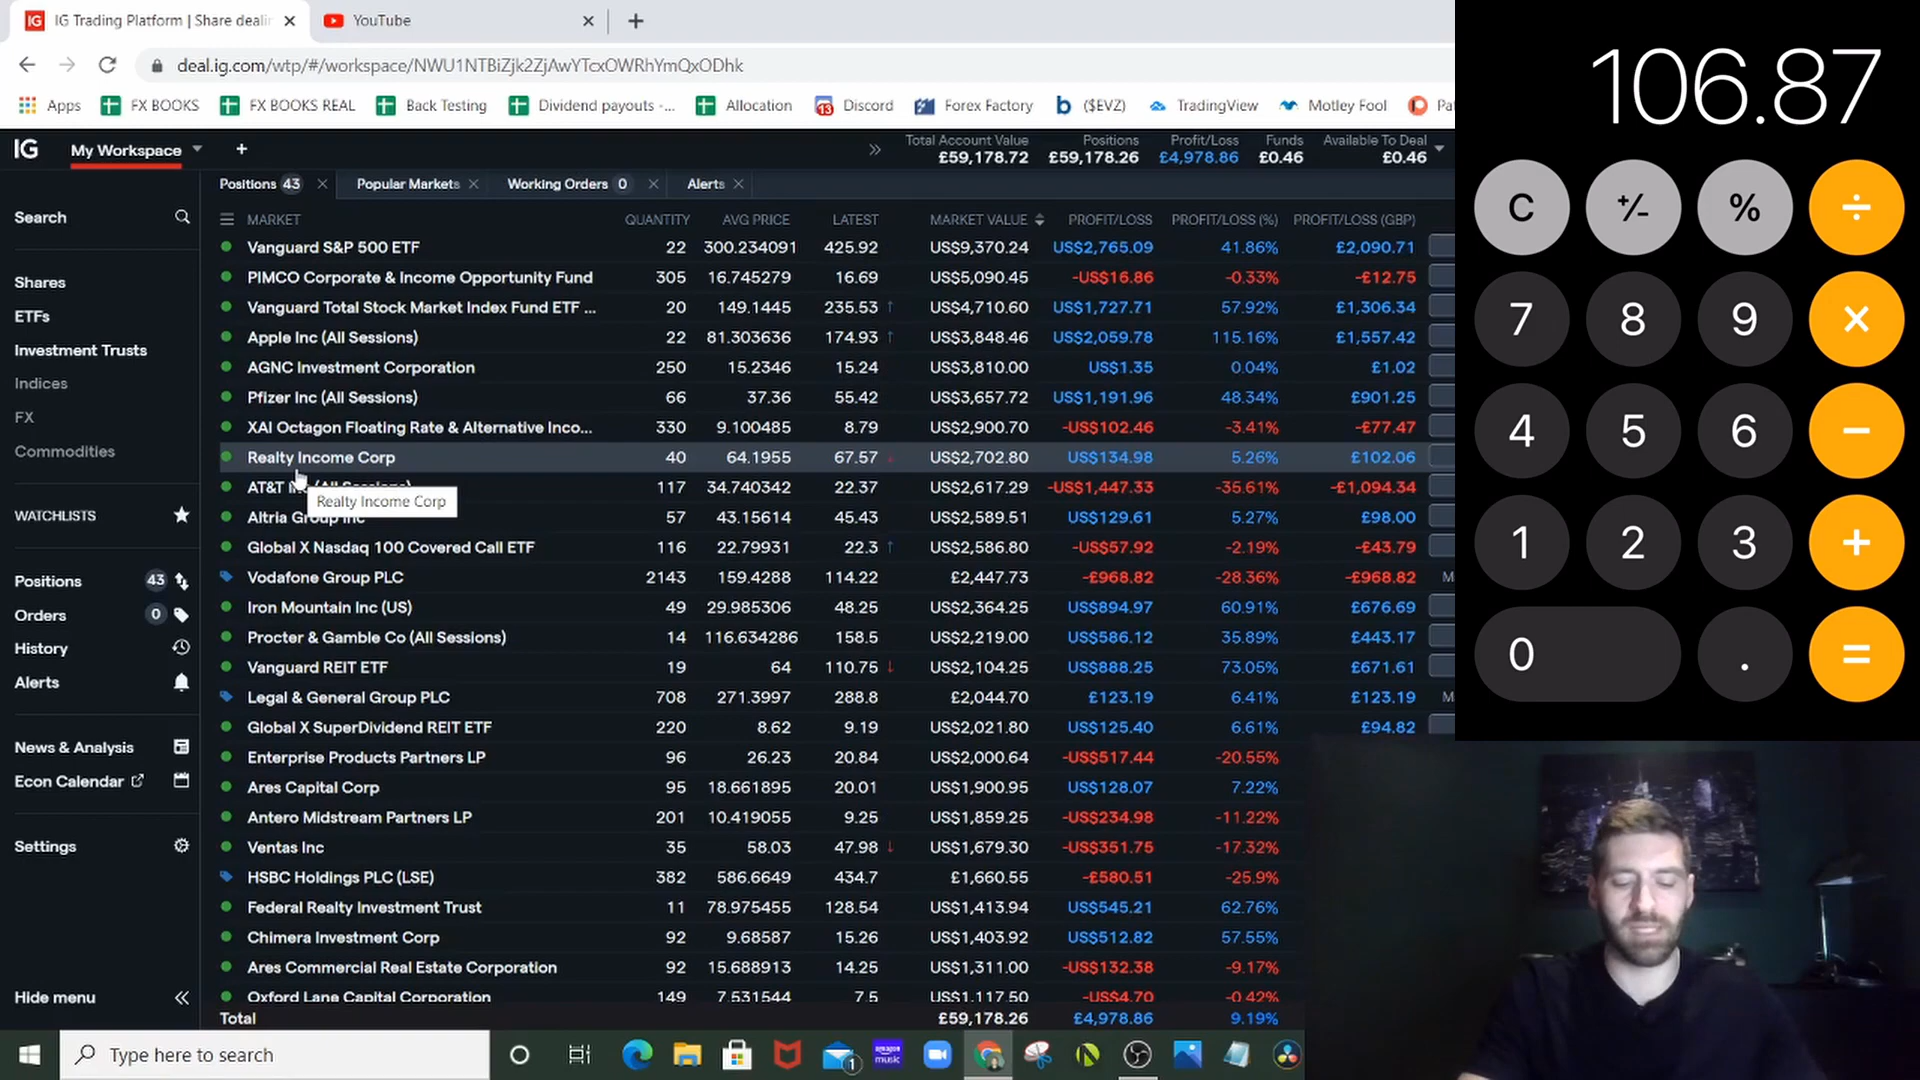 IG Trading Platform | Share dealin
YouTube
deal.ig.com/wtp/#/workspace/NWU1NTBiZjk2ZjAwYTcxOWRhYmQxODhk
Apps FX BOOKS FX BOOKS REAL Back Testing Dividend payouts -... Allocation 13 Discord Forex Factory b ($EVZ) TradingView Motley Fool Pa
IG My Workspace
Total Account Value Positions Profit/Loss Funds Available To Deal
£59,178.72 £59,178.26 £4,978.86 £0.46 £0.46
Positions 43 Popular Markets Working Orders 0 Alerts
MARKET QUANTITY AVG PRICE LATEST MARKET VALUE PROFIT/LOSS PROFIT/LOSS (%) PROFIT/LOSS (GBP)
Vanguard S&P 500 ETF 22 300.234091 425.92 US$9,370.24 US$2,765.09 41.86% £2,090.71
PIMCO Corporate & Income Opportunity Fund 305 16.745279 16.69 US$5,090.45 -US$16.86 -0.33% -£12.75
Vanguard Total Stock Market Index Fund ETF ... 20 149.1445 235.53 US$4,710.60 US$1,727.71 57.92% £1,306.34
Apple Inc (All Sessions) 22 81.303636 174.93 US$3,848.46 US$2,059.78 115.16% £1,557.42
AGNC Investment Corporation 250 15.2346 15.24 US$3,810.00 US$1.35 0.04% £1.02
Pfizer Inc (All Sessions) 66 37.36 55.42 US$3,657.72 US$1,191.96 48.34% £901.25
XAI Octagon Floating Rate & Alternative Inco... 330 9.100485 8.79 US$2,900.70 -US$102.46 -3.41% -£77.47
Realty Income Corp 40 64.1955 67.57 US$2,702.80 US$134.98 5.26% £102.06
AT&T 117 34.740342 22.37 US$2,617.29 -US$1,447.33 -35.61% -£1,094.34
Realty Income Corp
Altria Group Inc 57 43.15614 45.43 US$2,589.51 US$129.61 5.27% £98.00
Global X Nasdaq 100 Covered Call ETF 116 22.79931 22.3 US$2,586.80 -US$57.92 -2.19% -£43.79
Vodafone Group PLC 2143 159.4288 114.22 £2,447.73 -£968.82 -28.36% -£968.82 M
Iron Mountain Inc (US) 49 29.985306 48.25 US$2,364.25 US$894.97 60.91% £676.69
Procter & Gamble Co (All Sessions) 14 116.634286 158.5 US$2,219.00 US$586.12 35.89% £443.17
Vanguard REIT ETF 19 64 110.75 US$2,104.25 US$888.25 73.05% £671.61
Legal & General Group PLC 708 271.3997 288.8 £2,044.70 £123.19 6.41% £123.19 M
Global X SuperDividend REIT ETF 220 8.62 9.19 US$2,021.80 US$125.40 6.61% £94.82
Enterprise Products Partners LP 96 26.23 20.84 US$2,000.64 -US$517.44 -20.55%
Ares Capital Corp 95 18.661895 20.01 US$1,900.95 US$128.07 7.22%
Antero Midstream Partners LP 201 10.419055 9.25 US$1,859.25 -US$234.98 -11.22%
Ventas Inc 35 58.03 47.98 US$1,679.30 -US$351.75 -17.32%
HSBC Holdings PLC (LSE) 382 586.6649 434.7 £1,660.55 -£580.51 -25.9%
Federal Realty Investment Trust 11 78.975455 128.54 US$1,413.94 US$545.21 62.76%
Chimera Investment Corp 92 9.68587 15.26 US$1,403.92 US$512.82 57.55%
Ares Commercial Real Estate Corporation 92 15.688913 14.25 US$1,311.00 -US$132.38 -9.17%
Oxford Lane Capital Corporation 149 7.531544 7.5 US$1,117.50 -US$4.70 -0.42%
Total £59,178.26 £4,978.86 9.19%
Search
Shares
ETFs
Investment Trusts
Indices
FX
Commodities
WATCHLISTS
Positions 43
Orders 0
History
Alerts
News & Analysis
Econ Calendar
Settings
Hide menu
106.87
C +/- % ÷
7 8 9 ×
4 5 6 −
1 2 3 +
0 . =
Type here to search
1
amazon music